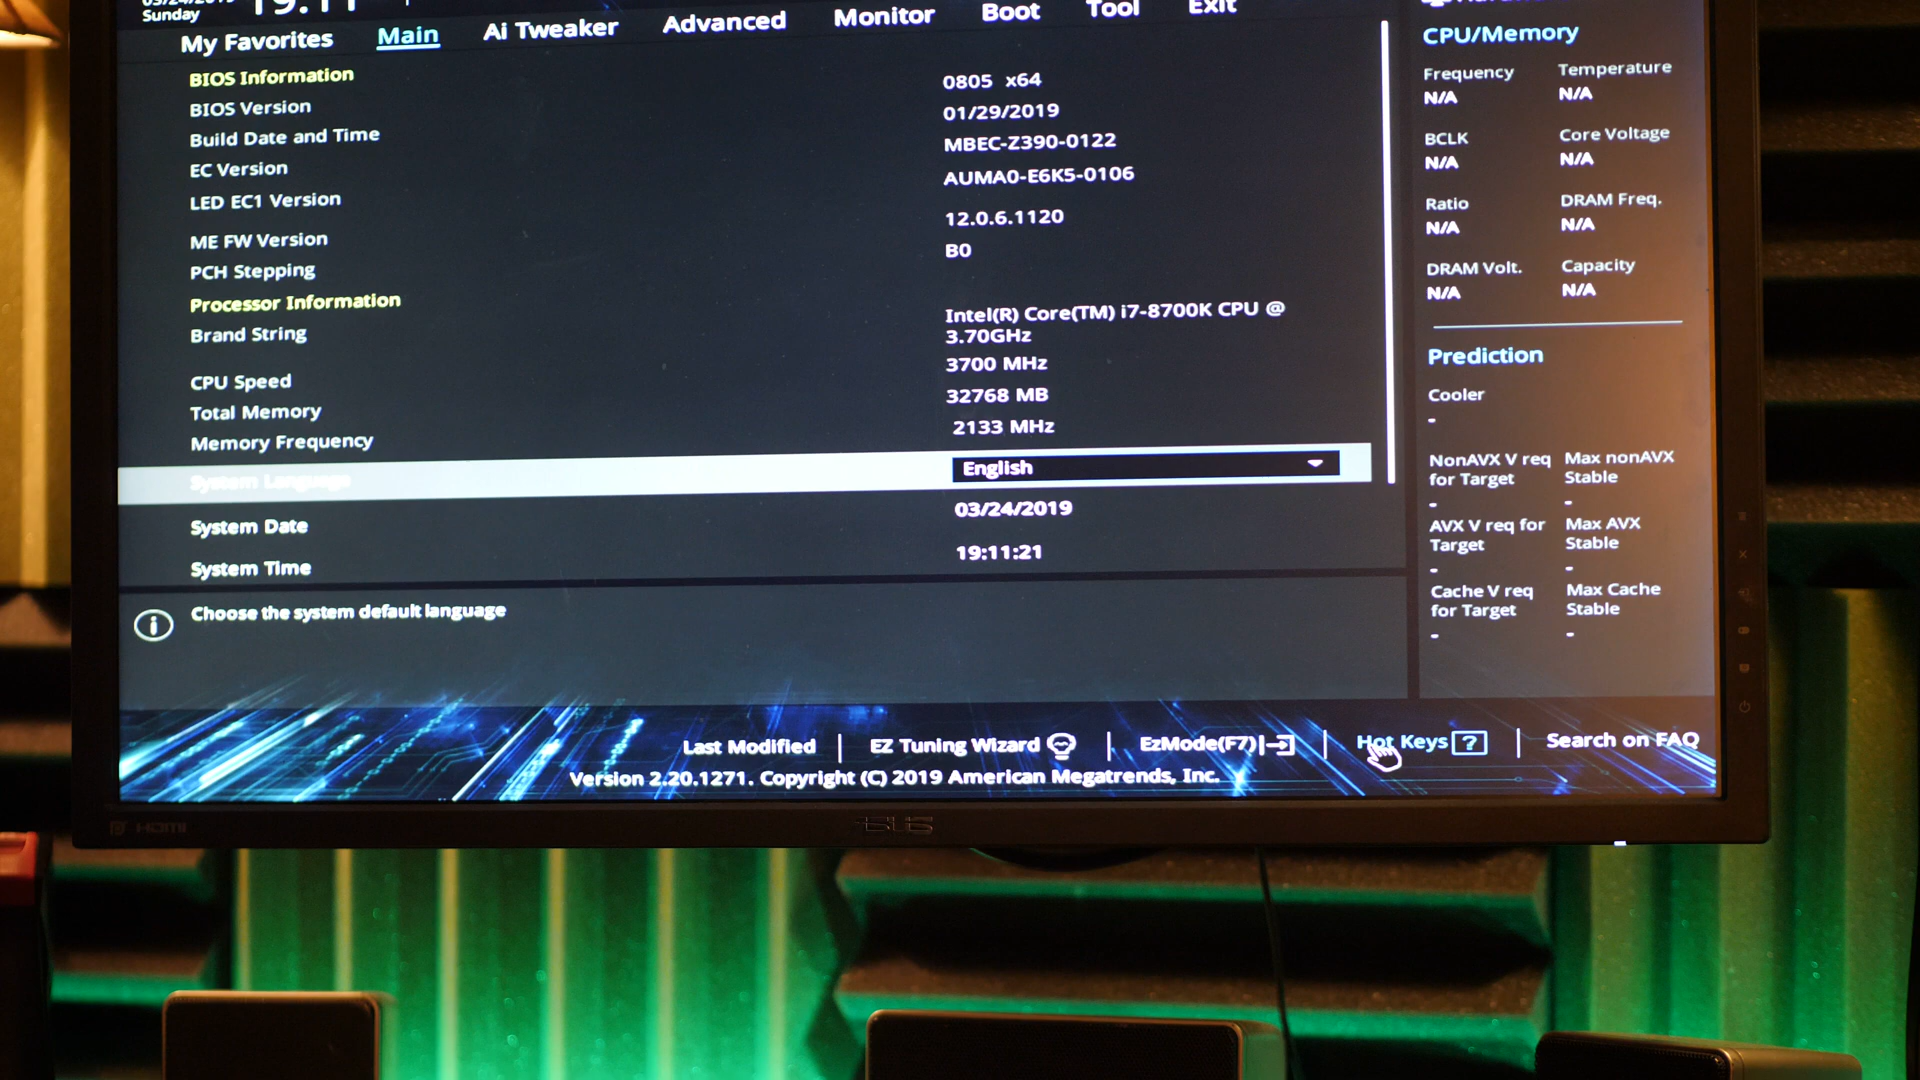 Sunday
19:11
My Favorites Main Ai Tweaker Advanced Monitor Boot Tool Exit
BIOS Information
BIOS Version 0805 x64
Build Date and Time 01/29/2019
EC Version MBEC-Z390-0122
LED EC1 Version AUMA0-E6K5-0106
ME FW Version 12.0.6.1120
PCH Stepping B0
Processor Information
Brand String Intel(R) Core(TM) i7-8700K CPU @
3.70GHz
CPU Speed 3700 MHz
Total Memory 32768 MB
Memory Frequency 2133 MHz
System Language English
System Date 03/24/2019
System Time 19:11:21
Choose the system default language
CPU/Memory
Frequency Temperature
N/A N/A
BCLK Core Voltage
N/A N/A
Ratio DRAM Freq.
N/A N/A
DRAM Volt. Capacity
N/A N/A
Prediction
Cooler
-
NonAVX V req Max nonAVX
for Target Stable
- -
AVX V req for Max AVX
Target Stable
- -
Cache V req Max Cache
for Target Stable
- -
Last Modified | EZ Tuning Wizard | EzMode(F7) | Hot Keys ? | Search on FAQ
Version 2.20.1271. Copyright (C) 2019 American Megatrends, Inc.
HDMI
ASUS